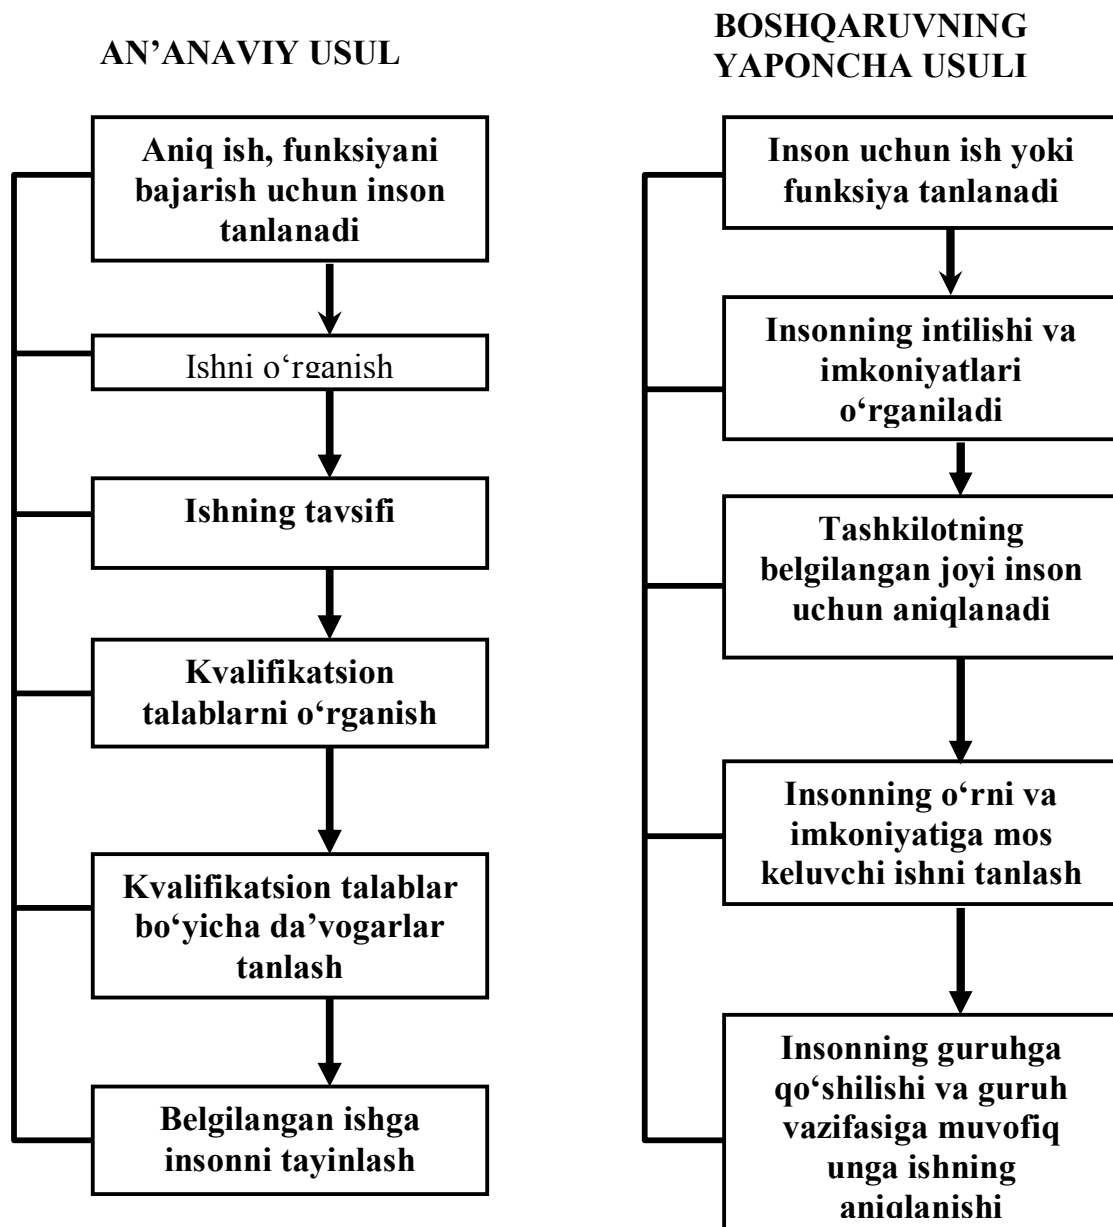 AN’ANAVIY USUL
Aniq ish, funksiyani
bajarish uchun inson
tanlanadi
Ishni o‘rganish
Ishning tavsifi
Kvalifikatsion
talablarni o‘rganish
Kvalifikatsion talablar
bo‘yicha da’vogarlar
tanlash
Belgilangan ishga
insonni tayinlash
BOSHQARUVNING
YAPONCHA USULI
Inson uchun ish yoki
funksiya tanlanadi
Insonning intilishi va
imkoniyatlari
o‘rganiladi
Tashkilotning
belgilangan joyi inson
uchun aniqlanadi
Insonning o‘rni va
imkoniyatiga mos
keluvchi ishni tanlash
Insonning guruhga
qo‘shilishi va guruh
vazifasiga muvofiq
unga ishning
aniqlanishi